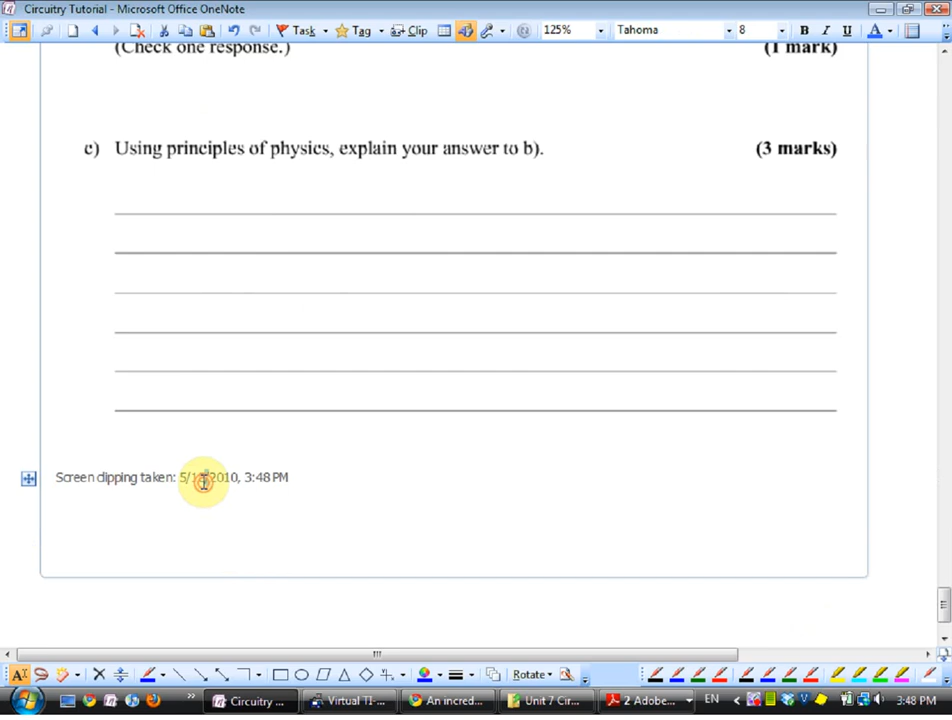 Circuitry Tutorial - Microsoft Office OneNote
Task Tag Clip 125% Tahoma 8 B I U A
(Check one response.) (1 mark)
c) Using principles of physics, explain your answer to b). (3 marks)
Screen clipping taken: 2010, 3:48 PM
Rotate
Circuitry ... Virtual TI-... An incred... Unit 7 Cir... 2 Adobe... EN 3:48 PM